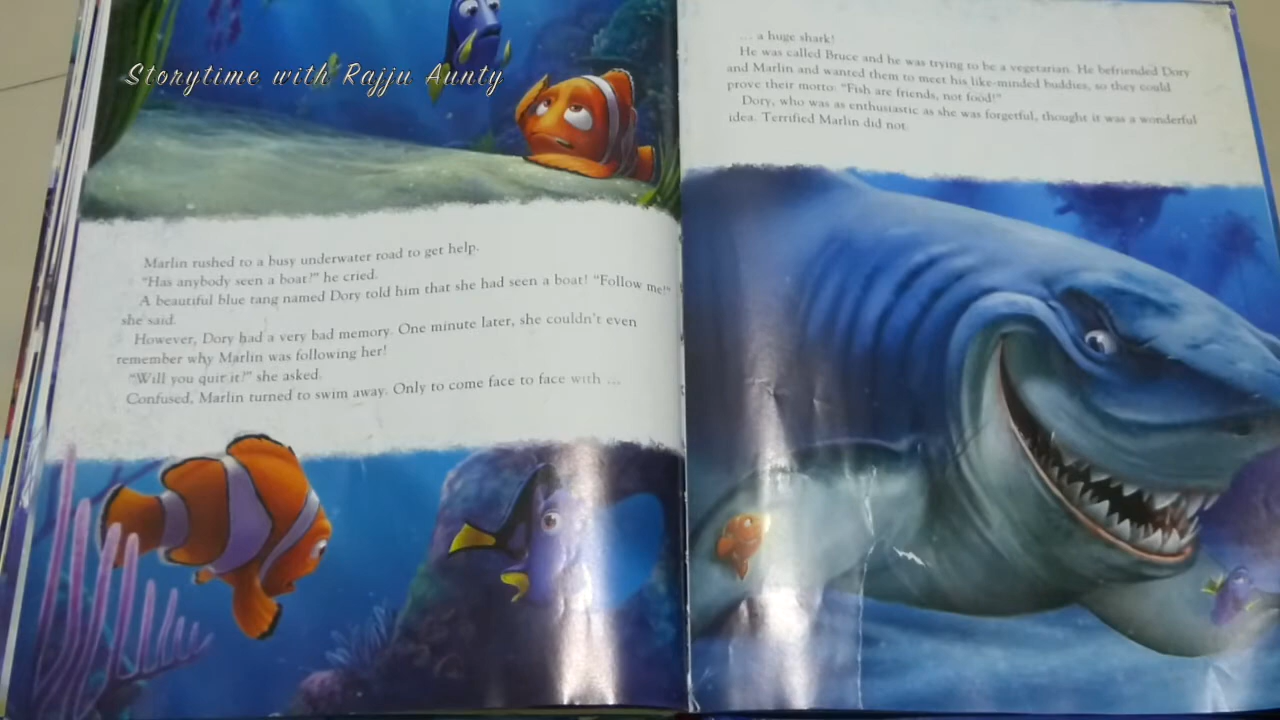 Storytime with Rajju Aunty
Marlin rushed to a busy underwater road to get help.
“Has anybody seen a boat?” he cried.
A beautiful blue tang named Dory told him that she had seen a boat! “Follow me!”
she said.
However, Dory had a very bad memory. One minute later, she couldn’t even
remember why Marlin was following her!
“Will you quit it?” she asked.
Confused, Marlin turned to swim away. Only to come face to face with ...
... a huge shark!
He was called Bruce and he was trying to be a vegetarian. He befriended Dory
and Marlin and wanted them to meet his like-minded buddies, so they could
prove their motto: “Fish are friends, not food!”
Dory, who was as enthusiastic as she was forgetful, thought it was a wonderful
idea. Terrified Marlin did not.